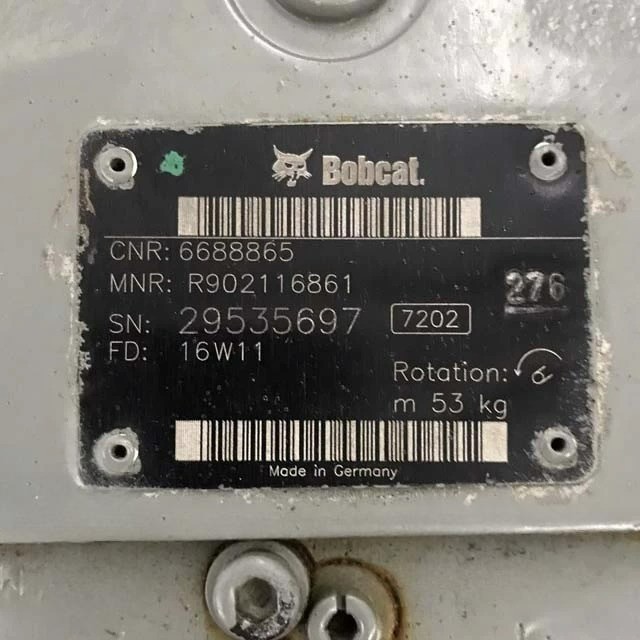 Bobcat.
CNR: 6688865
MNR: R902116861
276
SN: 29535697 7202
FD: 16W11
Rotation:
m 53 kg
Made in Germany